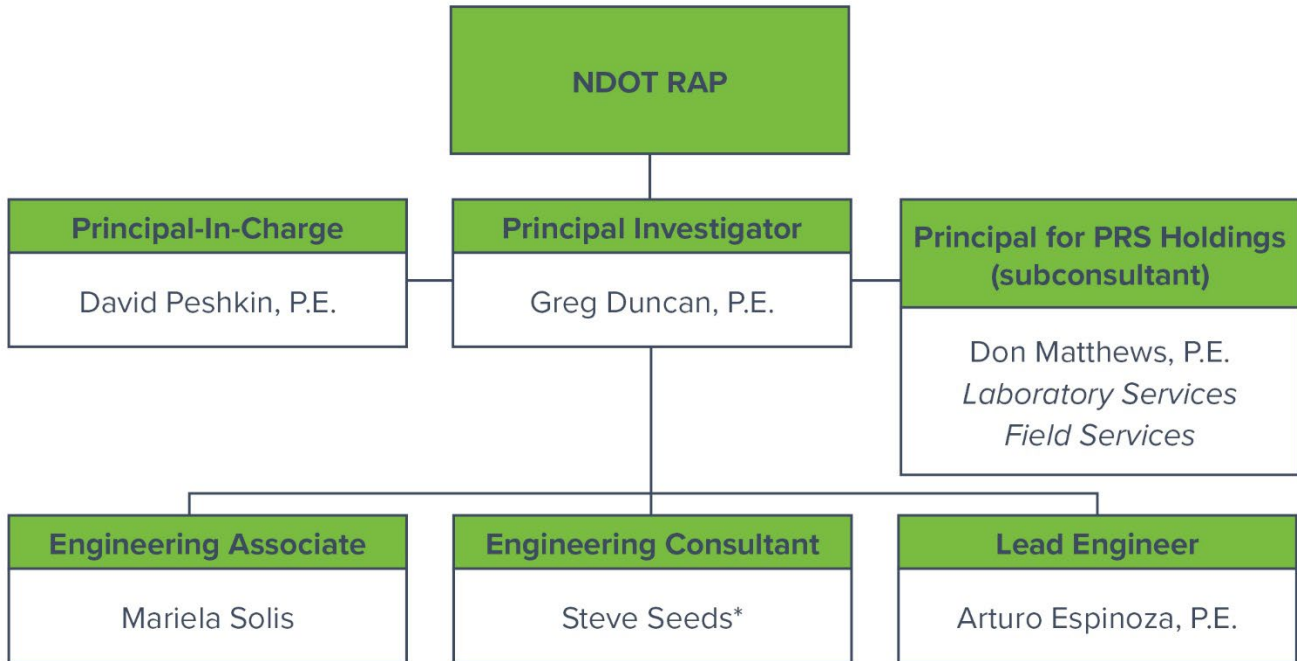 NDOT RAP
Principal-In-Charge
David Peshkin, P.E.
Principal Investigator
Greg Duncan, P.E.
Principal for PRS Holdings
(subconsultant)
Don Matthews, P.E.
Laboratory Services
Field Services
Engineering Associate
Mariela Solis
Engineering Consultant
Steve Seeds*
Lead Engineer
Arturo Espinoza, P.E.